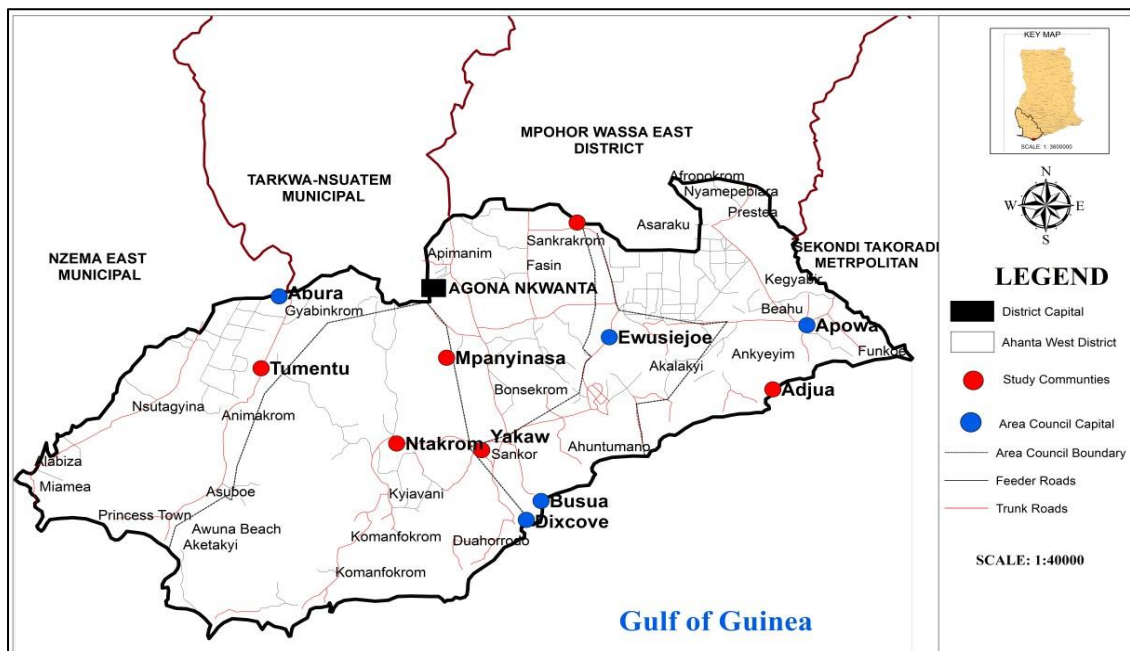 KEY MAP
SCALE: 1: 3600000
MPOHOR WASSA EAST
DISTRICT
TARKWA-NSUATEM
MUNICIPAL
NZEMA EAST
MUNICIPAL
SEKONDI TAKORADI
METRPOLITAN
Afropokrom
Nyamepebiara
Prestea
Asaraku
Sankrakrom
Apimanim
Fasin
Kegyabir
AGONA NKWANTA
Abura
Gyabinkrom
Beahu
Apowa
Ewusiejoe
Funkoe
Mpanyinasa
Ankyeyim
Tumentu
Akalakyi
Bonsekrom
Adjua
Nsutagyina
Animakrom
Yakaw
Ntakrom
Sankor
Ahuntumano
Alabiza
Miamea
Asuboe
Kyiavani
Busua
Princess Town
Dixcove
Awuna Beach
Komanfokrom
Duahorrodo
Aketakyi
Komanfokrom
Gulf of Guinea
N
W
E
S
LEGEND
District Capital
Ahanta West District
Study Communties
Area Council Capital
Area Council Boundary
Feeder Roads
Trunk Roads
SCALE: 1:40000